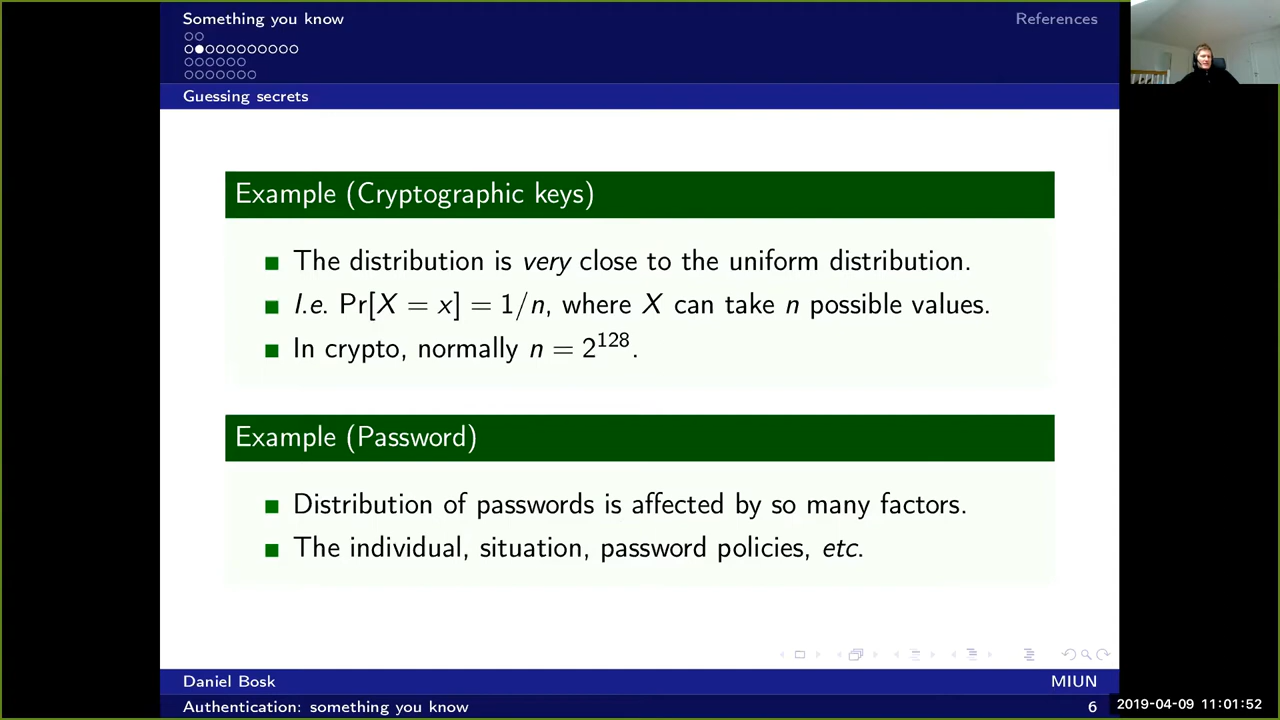 Something you know
References
Guessing secrets
Example (Cryptographic keys)
The distribution is very close to the uniform distribution.
I.e. Pr[X = x] = 1/n, where X can take n possible values.
In crypto, normally n = 2^128.
Example (Password)
Distribution of passwords is affected by so many factors.
The individual, situation, password policies, etc.
Daniel Bosk
MIUN
Authentication: something you know
6
2019-04-09 11:01:52